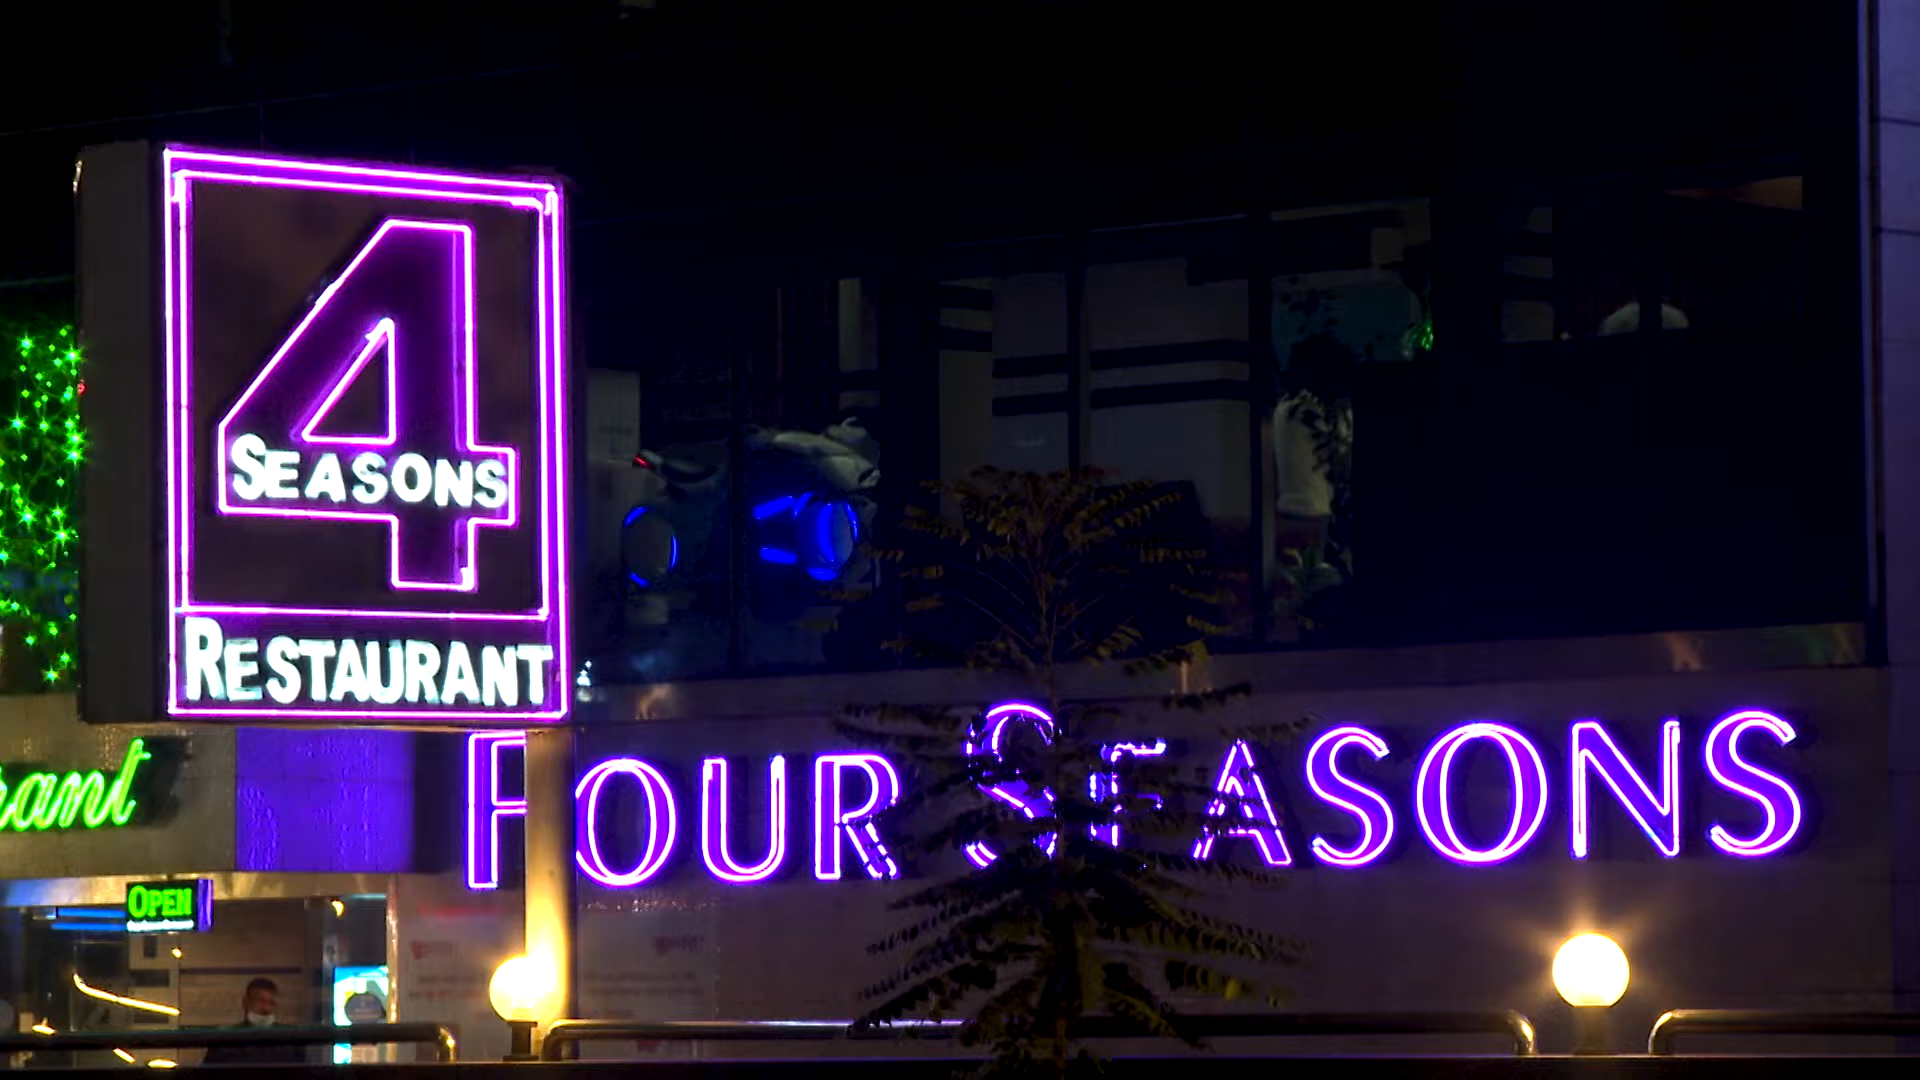 4
SEASONS
RESTAURANT
FOUR SEASONS
rant
OPEN